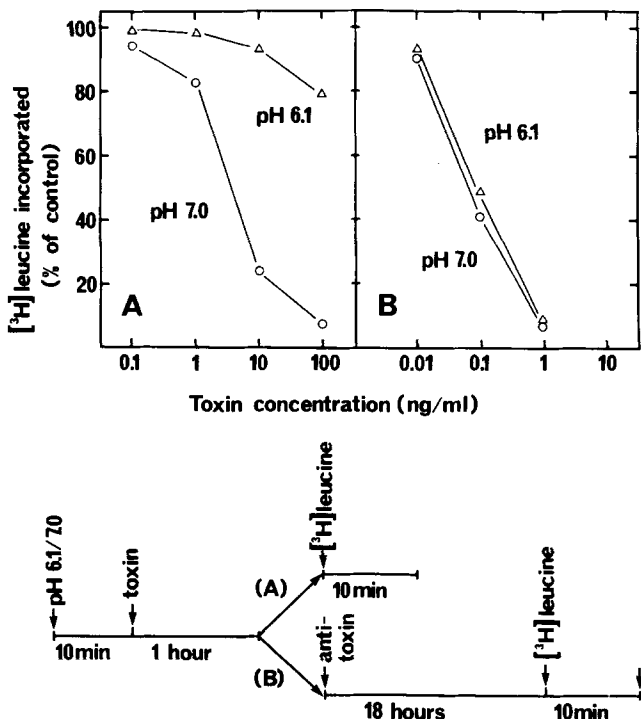 [³H]leucine incorporated
(% of control)
100
80
60
40
20
pH 6.1
pH 7.0
A
0.1 1 10 100
pH 6.1
pH 7.0
B
0.01 0.1 1 10
Toxin concentration (ng/ml)
pH 6.1/7.0
toxin
10min
1 hour
(A)
[³H]leucine
10min
(B)
anti-
toxin
18 hours
[³H]leucine
10min